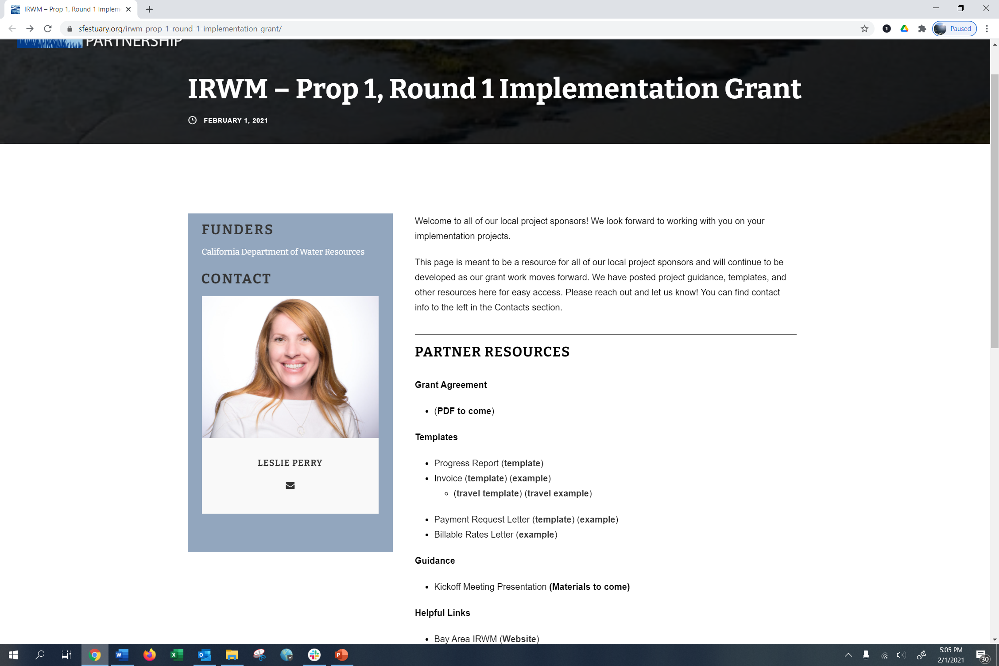 IRWM – Prop 1, Round 1 Implem
sfestuary.org/irwm-prop-1-round-1-implementation-grant/
1
Paused
PARTNERSHIP
IRWM – Prop 1, Round 1 Implementation Grant
FEBRUARY 1, 2021
FUNDERS
California Department of Water Resources
CONTACT
LESLIE PERRY
Welcome to all of our local project sponsors! We look forward to working with you on your
implementation projects.
This page is meant to be a resource for all of our local project sponsors and will continue to be
developed as our grant work moves forward. We have posted project guidance, templates, and
other resources here for easy access. Please reach out and let us know! You can find contact
info to the left in the Contacts section.
PARTNER RESOURCES
Grant Agreement
• (PDF to come)
Templates
• Progress Report (template)
• Invoice (template) (example)
◦ (travel template) (travel example)
• Payment Request Letter (template) (example)
• Billable Rates Letter (example)
Guidance
• Kickoff Meeting Presentation (Materials to come)
Helpful Links
• Bay Area IRWM (Website)
5:05 PM
2/1/2021
30